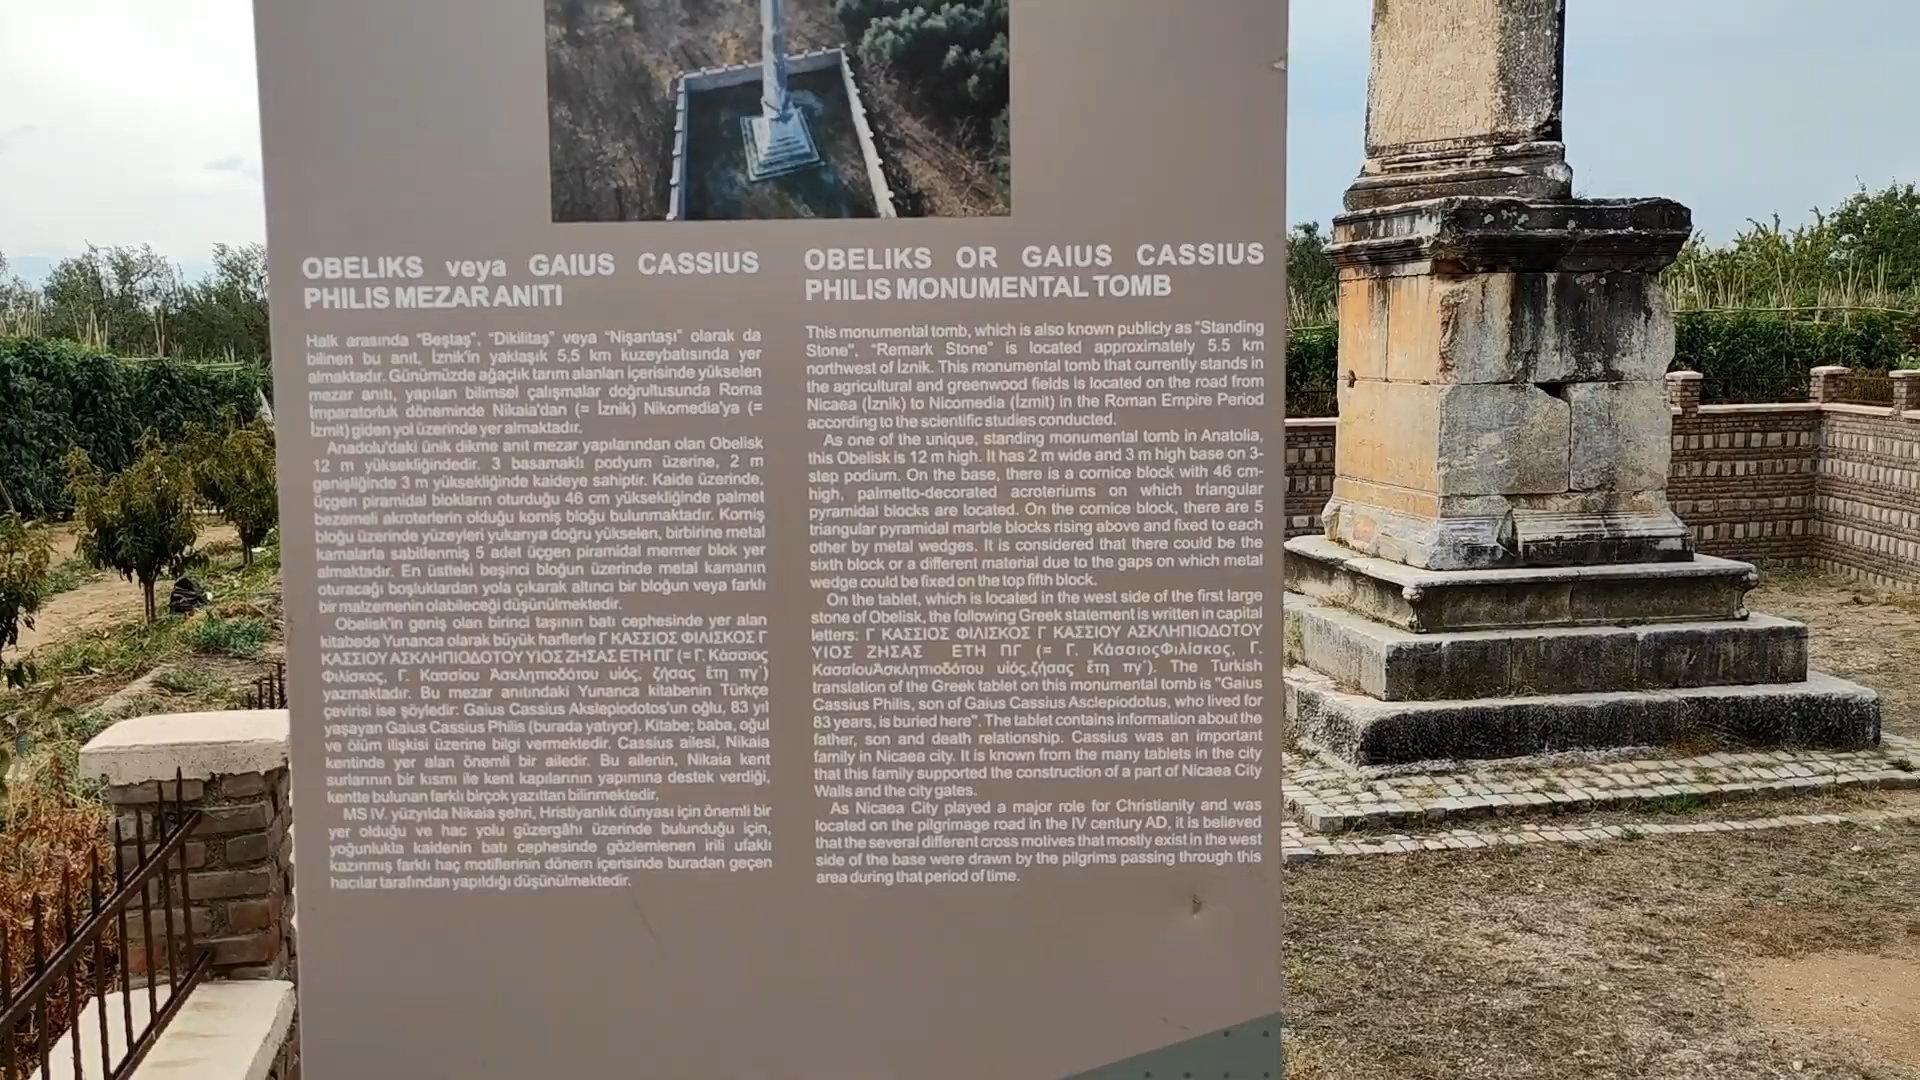 OBELIKS veya GAIUS CASSIUS
PHILIS MEZAR ANITI
Halk arasında "Beştaş", "Dikilitaş" veya "Nişantaşı" olarak da
bilinen bu anıt, İznik'in yaklaşık 5,5 km kuzeybatısında yer
almaktadır. Günümüzde ağaçlık tarım alanları içerisinde yükselen
mezar anıtı, yapılan bilimsel çalışmalar doğrultusunda Roma
İmparatorluk döneminde Nikaia'dan (= İznik) Nikomedia'ya (=
İzmit) giden yol üzerinde yer almaktadır.
Anadolu'daki ünik dikme anıt mezar yapılarından olan Obelisk
12 m yüksekliğindedir. 3 basamaklı podyum üzerine, 2 m
genişliğinde 3 m yüksekliğinde kaideye sahiptir. Kaide üzerinde,
üçgen piramidal blokların oturduğu 46 cm yüksekliğinde palmet
bezemeli akroterlerin olduğu korniş bloğu bulunmaktadır. Korniş
bloğu üzerinde yüzeyleri yukarıya doğru yükselen, birbirine metal
kamalarla sabitlenmiş 5 adet üçgen piramidal mermer blok yer
almaktadır. En üstteki beşinci bloğun üzerinde metal kamanın
oturacağı boşluklardan yola çıkarak altıncı bir bloğun veya farklı
bir malzemenin olabileceği düşünülmektedir.
Obelisk'in geniş olan birinci taşının batı cephesinde yer alan
kitabede Yunanca olarak büyük harflerle Γ ΚΑΣΣΙΟΣ ΦΙΛΙΣΚΟΣ Γ
ΚΑΣΣΙΟΥ ΑΣΚΛΗΠΙΟΔΟΤΟΥ ΥΙΟΣ ΖΗΣΑΣ ΕΤΗ ΠΓ (= Γ. Κάσσιος
Φιλίσκος, Γ. Κασσίου Ἀσκληπιοδότου υἱός, ζήσας ἔτη πγ´)
yazmaktadır. Bu mezar anıtındaki Yunanca kitabenin Türkçe
çevirisi ise şöyledir: Gaius Cassius Akslepiodotos'un oğlu, 83 yıl
yaşayan Gaius Cassius Philis (burada yatıyor). Kitabe; baba, oğul
ve ölüm ilişkisi üzerine bilgi vermektedir. Cassius ailesi, Nikaia
kentinde yer alan önemli bir ailedir. Bu ailenin, Nikaia kent
surlarının bir kısmı ile kent kapılarının yapımına destek verdiği,
kentte bulunan farklı birçok yazıttan bilinmektedir,
MS IV. yüzyılda Nikaia şehri, Hristiyanlık dünyası için önemli bir
yer olduğu ve hac yolu güzergâhı üzerinde bulunduğu için,
yoğunlukla kaidenin batı cephesinde gözlemlenen irili ufaklı
kazınmış farklı haç motiflerinin dönem içerisinde buradan geçen
hacılar tarafından yapıldığı düşünülmektedir.
OBELIKS OR GAIUS CASSIUS
PHILIS MONUMENTAL TOMB
This monumental tomb, which is also known publicly as "Standing
Stone", "Remark Stone" is located approximately 5.5 km
northwest of İznik. This monumental tomb that currently stands in
the agricultural and greenwood fields is located on the road from
Nicaea (İznik) to Nicomedia (İzmit) in the Roman Empire Period
according to the scientific studies conducted.
As one of the unique, standing monumental tomb in Anatolia,
this Obelisk is 12 m high. It has 2 m wide and 3 m high base on 3-
step podium. On the base, there is a cornice block with 46 cm-
high, palmetto-decorated acroteriums on which triangular
pyramidal blocks are located. On the cornice block, there are 5
triangular pyramidal marble blocks rising above and fixed to each
other by metal wedges. It is considered that there could be the
sixth block or a different material due to the gaps on which metal
wedge could be fixed on the top fifth block.
On the tablet, which is located in the west side of the first large
stone of Obelisk, the following Greek statement is written in capital
letters: Γ ΚΑΣΣΙΟΣ ΦΙΛΙΣΚΟΣ Γ ΚΑΣΣΙΟΥ ΑΣΚΛΗΠΙΟΔΟΤΟΥ
ΥΙΟΣ ΖΗΣΑΣ ΕΤΗ ΠΓ (= Γ. ΚάσσιοςΦιλίσκος, Γ.
ΚασσίουἈσκληπιοδότου υἱός,ζήσας ἔτη πγ´). The Turkish
translation of the Greek tablet on this monumental tomb is "Gaius
Cassius Philis, son of Gaius Cassius Asclepiodotus, who lived for
83 years, is buried here". The tablet contains information about the
father, son and death relationship. Cassius was an important
family in Nicaea city. It is known from the many tablets in the city
that this family supported the construction of a part of Nicaea City
Walls and the city gates.
As Nicaea City played a major role for Christianity and was
located on the pilgrimage road in the IV century AD, it is believed
that the several different cross motives that mostly exist in the west
side of the base were drawn by the pilgrims passing through this
area during that period of time.